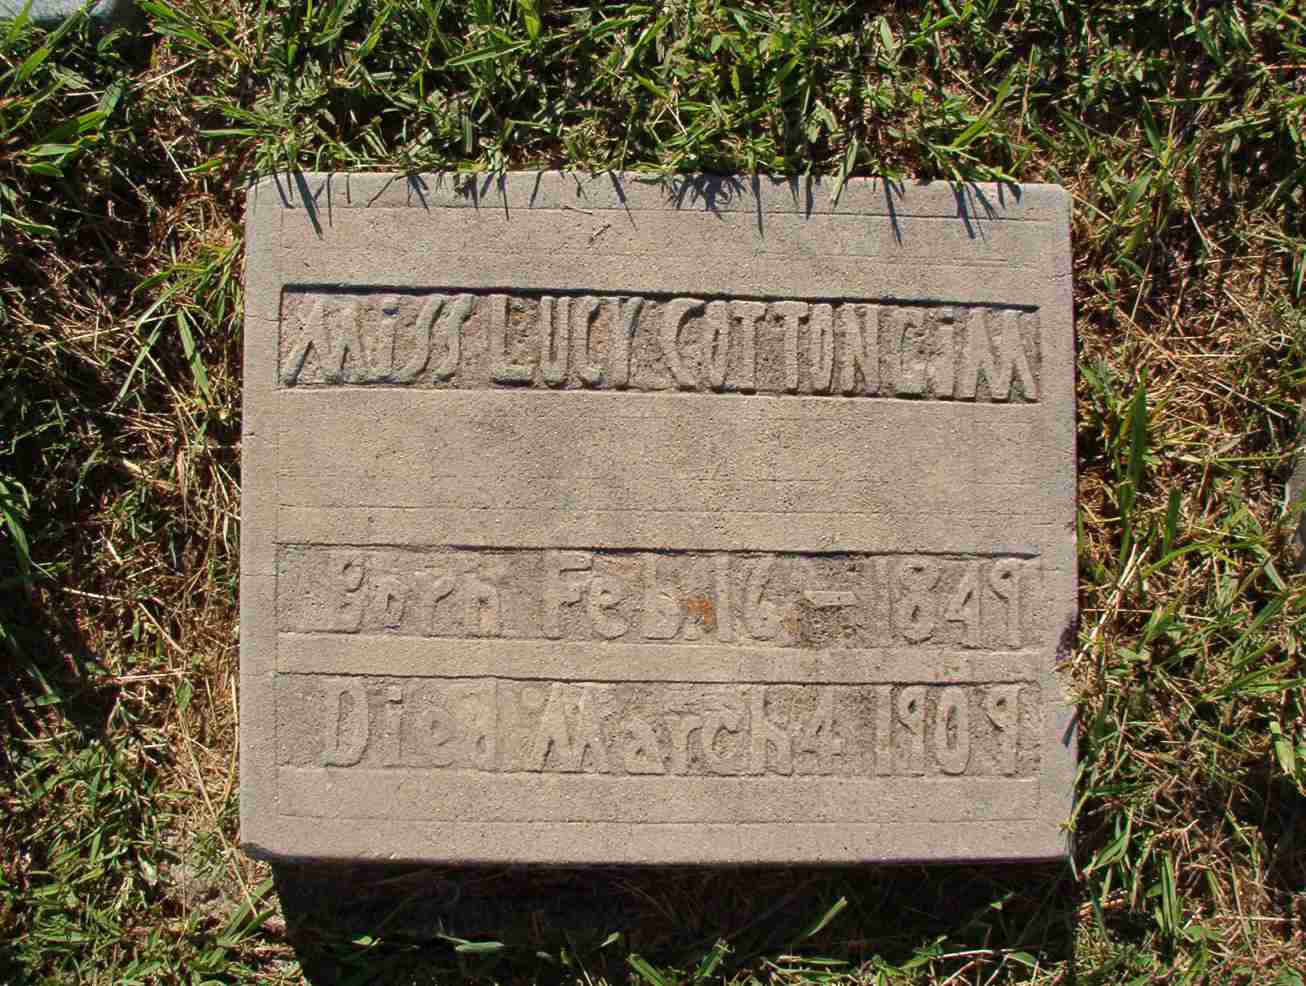 MiSS LUCY COTTONGiM
Born Feb. 16 - 1849
Died March 4 1909